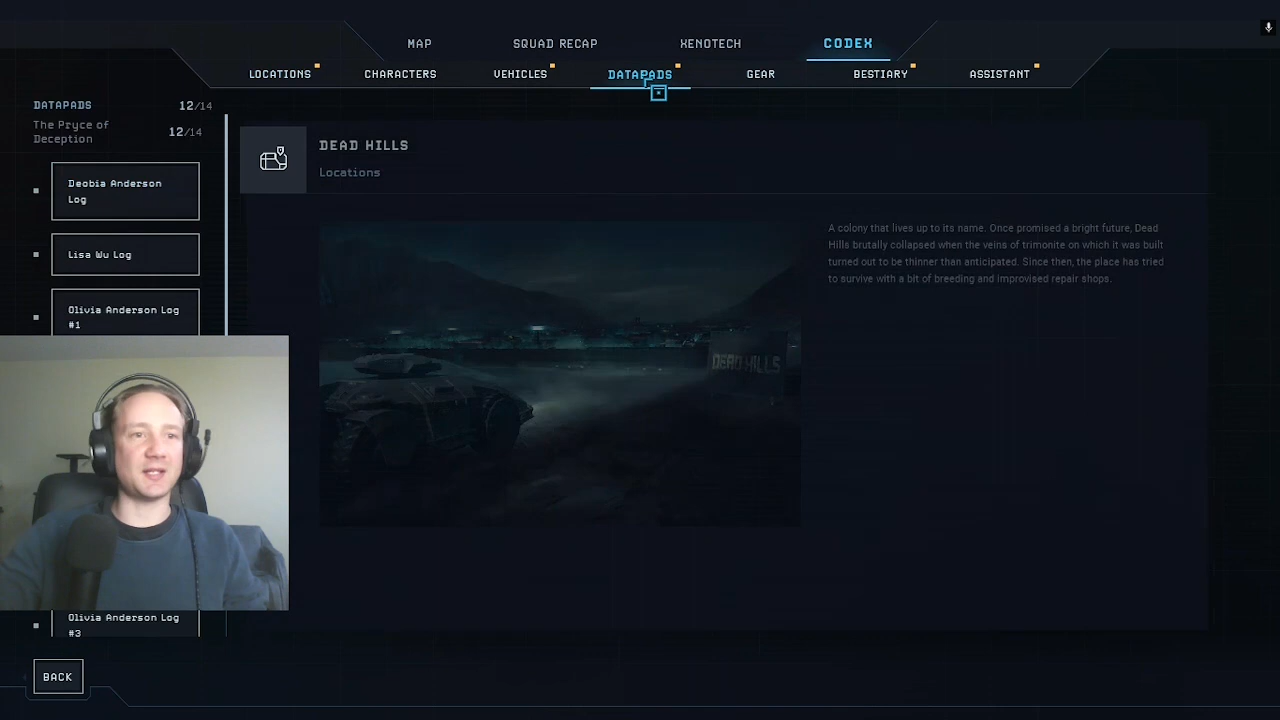 MAP
SQUAD RECAP
XENOTECH
CODEX
LOCATIONS
CHARACTERS
VEHICLES
DATAPADS
GEAR
BESTIARY
ASSISTANT
DATAPADS 12/14
The Pryce of
Deception
12/14
Deobia Anderson
Log
Lisa Wu Log
Olivia Anderson Log
#1
Olivia Anderson Log
#3
BACK
DEAD HILLS
Locations
DEAD HILLS
A colony that lives up to its name. Once promised a bright future, Dead
Hills brutally collapsed when the veins of trimonite on which it was built
turned out to be thinner than anticipated. Since then, the place has tried
to survive with a bit of breeding and improvised repair shops.